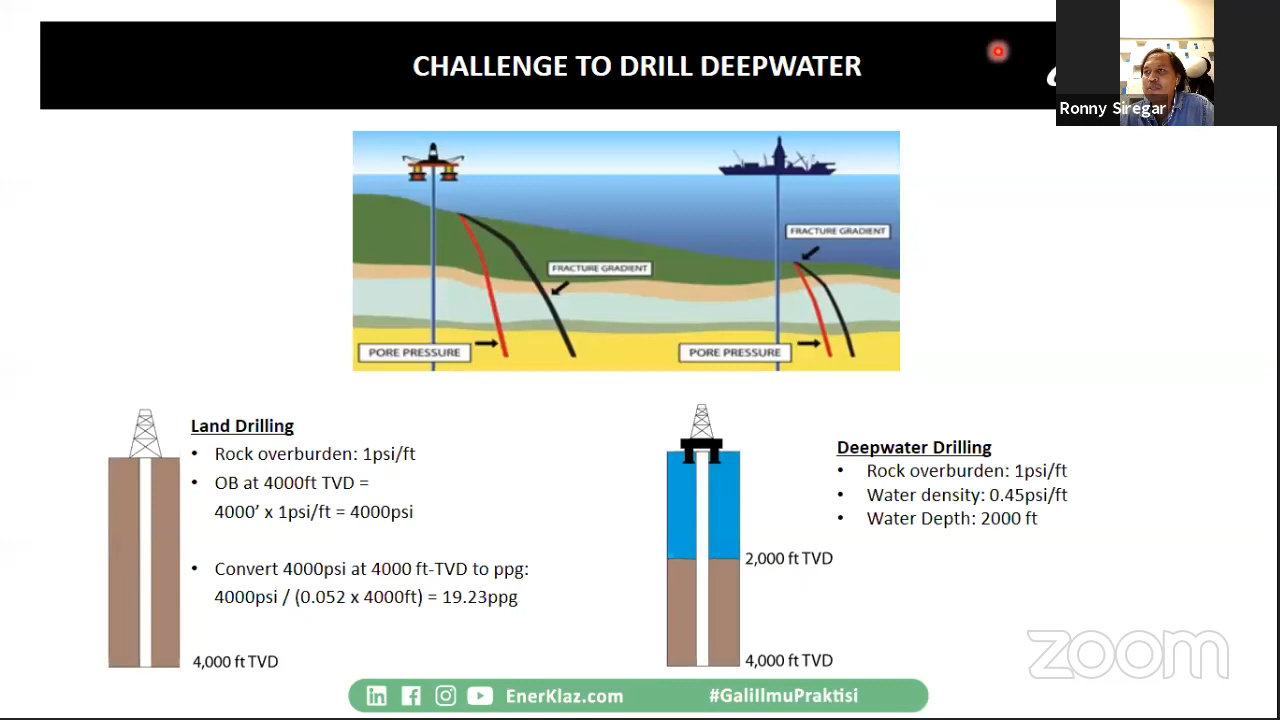 CHALLENGE TO DRILL DEEPWATER
Ronny Siregar
FRACTURE GRADIENT
FRACTURE GRADIENT
PORE PRESSURE
PORE PRESSURE
Land Drilling
• Rock overburden: 1psi/ft
• OB at 4000ft TVD =
4000’ x 1psi/ft = 4000psi
• Convert 4000psi at 4000 ft-TVD to ppg:
4000psi / (0.052 x 4000ft) = 19.23ppg
4,000 ft TVD
Deepwater Drilling
• Rock overburden: 1psi/ft
• Water density: 0.45psi/ft
• Water Depth: 2000 ft
2,000 ft TVD
4,000 ft TVD
zoom
EnerKlaz.com
#GaliIlmuPraktisi